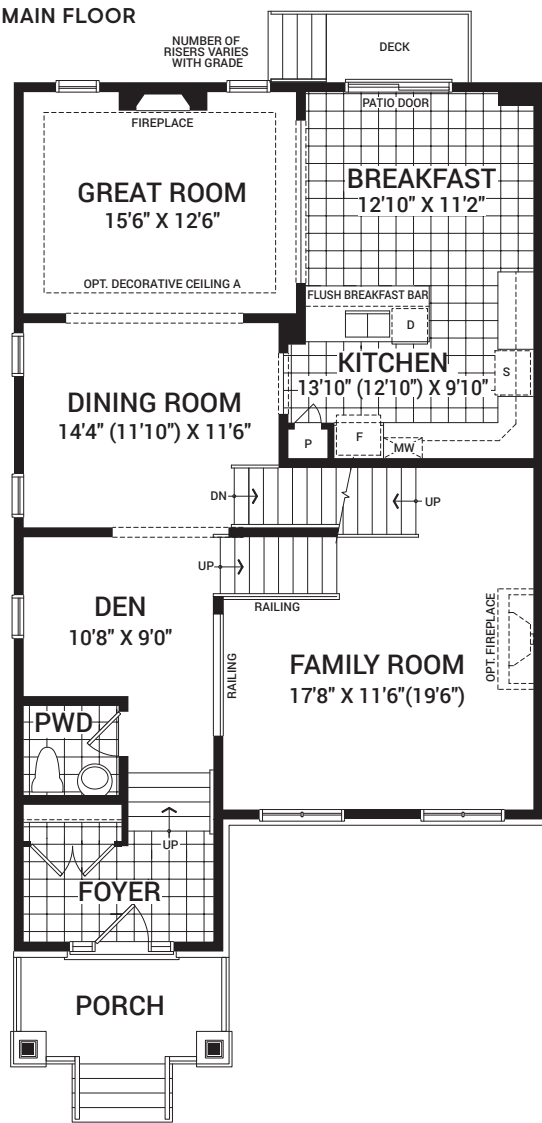 MAIN FLOOR
NUMBER OF
RISERS VARIES
WITH GRADE
DECK
PATIO DOOR
FIREPLACE
GREAT ROOM
15'6" X 12'6"
BREAKFAST
12'10" X 11'2"
OPT. DECORATIVE CEILING A
FLUSH BREAKFAST BAR
D
KITCHEN
13'10" (12'10") X 9'10"
S
DINING ROOM
14'4" (11'10") X 11'6"
P
F
MW
DN
UP
UP
RAILING
DEN
10'8" X 9'0"
RAILING
OPT. FIREPLACE
FAMILY ROOM
17'8" X 11'6"(19'6")
PWD
UP
FOYER
PORCH